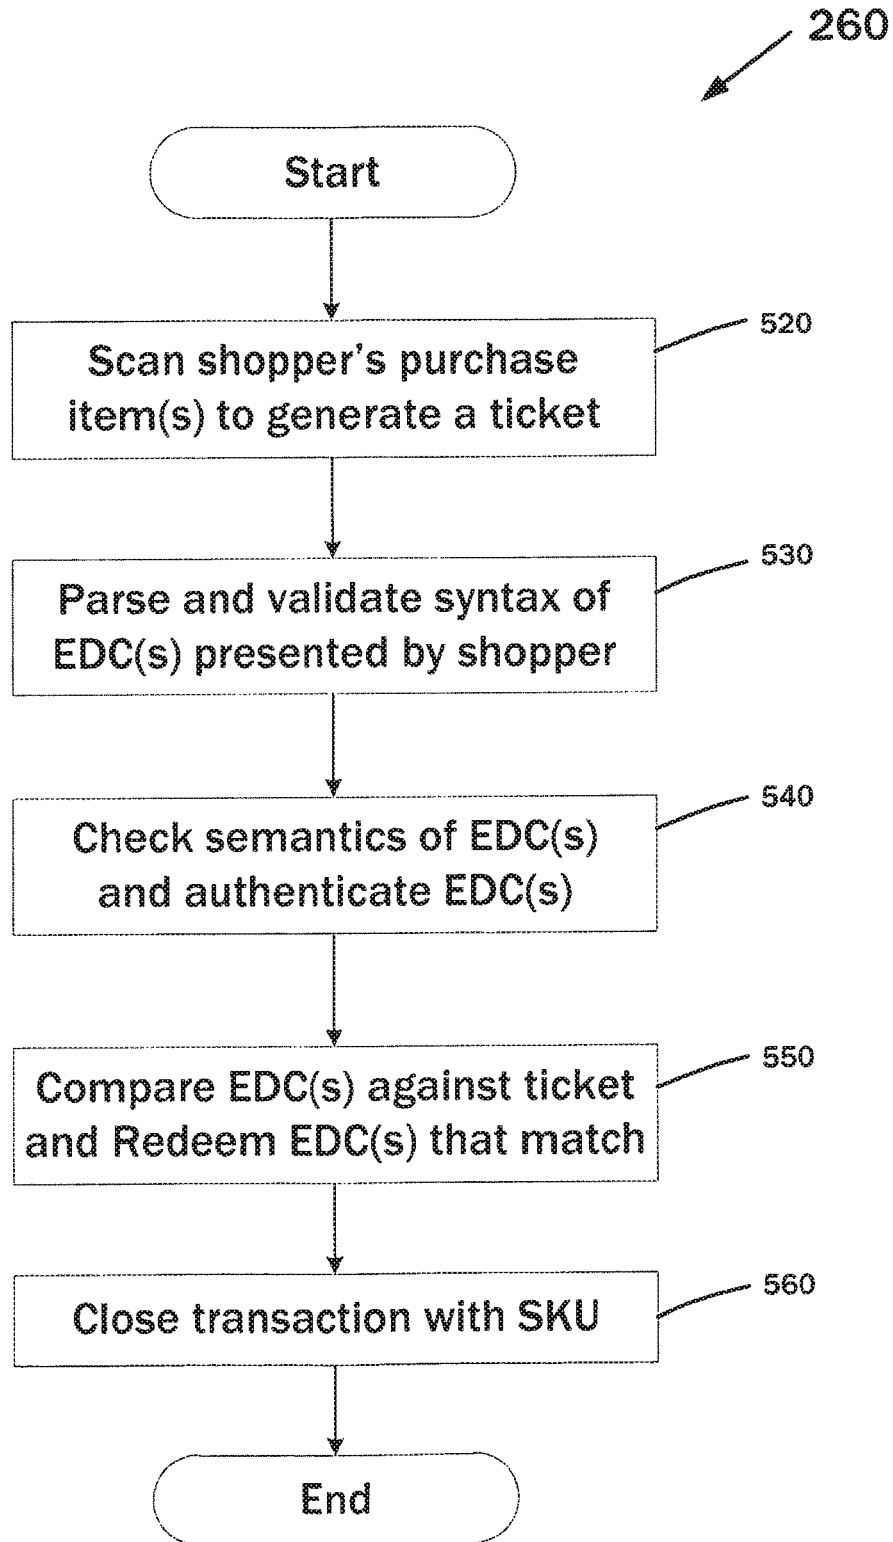 260
Start
520
Scan shopper's purchase
item(s) to generate a ticket
530
Parse and validate syntax of
EDC(s) presented by shopper
540
Check semantics of EDC(s)
and authenticate EDC(s)
550
Compare EDC(s) against ticket
and Redeem EDC(s) that match
560
Close transaction with SKU
End